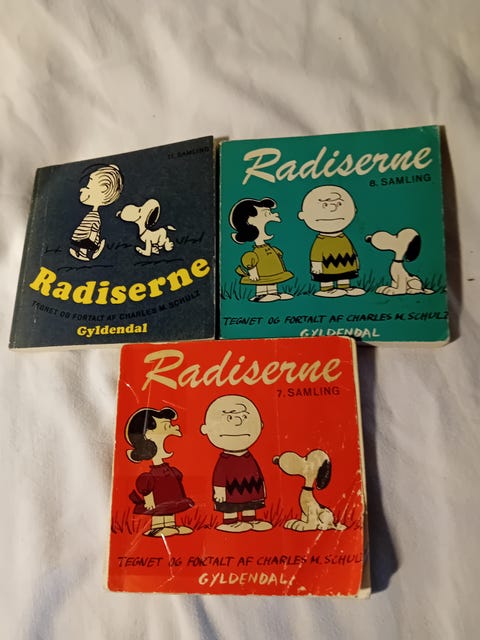 11. SAMLING
Radiserne
TEGNET OG FORTALT AF CHARLES M. SCHULZ
Gyldendal
Radiserne
8. SAMLING
TEGNET OG FORTALT AF CHARLES M. SCHULZ
GYLDENDAL
Radiserne
7. SAMLING
TEGNET OG FORTALT AF CHARLES M. SCHULZ
GYLDENDAL